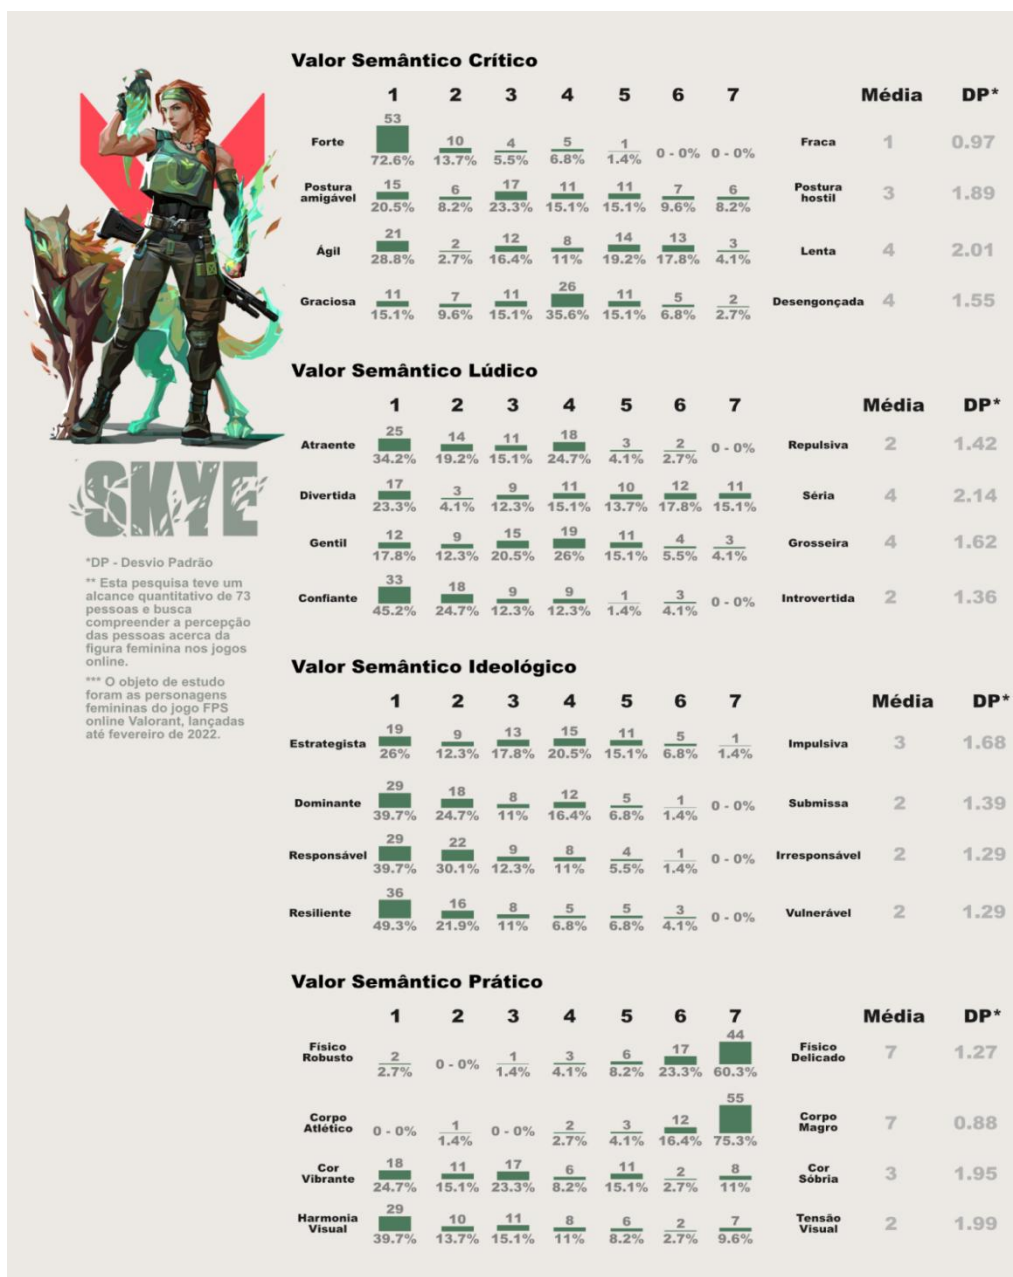 Valor Semântico Crítico
1 2 3 4 5 6 7 Média DP*
Forte 53 72.6% 10 13.7% 4 5.5% 5 6.8% 1 1.4% 0 - 0% 0 - 0% Fraca 1 0.97
Postura amigável 15 20.5% 6 8.2% 17 23.3% 11 15.1% 11 15.1% 7 9.6% 6 8.2% Postura hostil 3 1.89
Ágil 21 28.8% 2 2.7% 12 16.4% 8 11% 14 19.2% 13 17.8% 3 4.1% Lenta 4 2.01
Graciosa 11 15.1% 7 9.6% 11 15.1% 26 35.6% 11 15.1% 5 6.8% 2 2.7% Desengonçada 4 1.55
Valor Semântico Lúdico
1 2 3 4 5 6 7 Média DP*
Atraente 25 34.2% 14 19.2% 11 15.1% 18 24.7% 3 4.1% 2 2.7% 0 - 0% Repulsiva 2 1.42
Divertida 17 23.3% 3 4.1% 9 12.3% 11 15.1% 10 13.7% 12 17.8% 11 15.1% Séria 4 2.14
Gentil 12 17.8% 9 12.3% 15 20.5% 19 26% 11 15.1% 4 5.5% 3 4.1% Grosseira 4 1.62
Confiante 33 45.2% 18 24.7% 9 12.3% 9 12.3% 1 1.4% 3 4.1% 0 - 0% Introvertida 2 1.36
SKYE
*DP - Desvio Padrão
** Esta pesquisa teve um
alcance quantitativo de 73
pessoas e busca
compreender a percepção
das pessoas acerca da
figura feminina nos jogos
online.
*** O objeto de estudo
foram as personagens
femininas do jogo FPS
online Valorant, lançadas
até fevereiro de 2022.
Valor Semântico Ideológico
1 2 3 4 5 6 7 Média DP*
Estrategista 19 26% 9 12.3% 13 17.8% 15 20.5% 11 15.1% 5 6.8% 1 1.4% Impulsiva 3 1.68
Dominante 29 39.7% 18 24.7% 8 11% 12 16.4% 5 6.8% 1 1.4% 0 - 0% Submissa 2 1.39
Responsável 29 39.7% 22 30.1% 9 12.3% 8 11% 4 5.5% 1 1.4% 0 - 0% Irresponsável 2 1.29
Resiliente 36 49.3% 16 21.9% 8 11% 5 6.8% 5 6.8% 3 4.1% 0 - 0% Vulnerável 2 1.29
Valor Semântico Prático
1 2 3 4 5 6 7 Média DP*
Físico Robusto 2 2.7% 0 - 0% 1 1.4% 3 4.1% 6 8.2% 17 23.3% 44 60.3% Físico Delicado 7 1.27
Corpo Atlético 0 - 0% 1 1.4% 0 - 0% 2 2.7% 3 4.1% 12 16.4% 55 75.3% Corpo Magro 7 0.88
Cor Vibrante 18 24.7% 11 15.1% 17 23.3% 6 8.2% 11 15.1% 2 2.7% 8 11% Cor Sóbria 3 1.95
Harmonia Visual 29 39.7% 10 13.7% 11 15.1% 8 11% 6 8.2% 2 2.7% 7 9.6% Tensão Visual 2 1.99